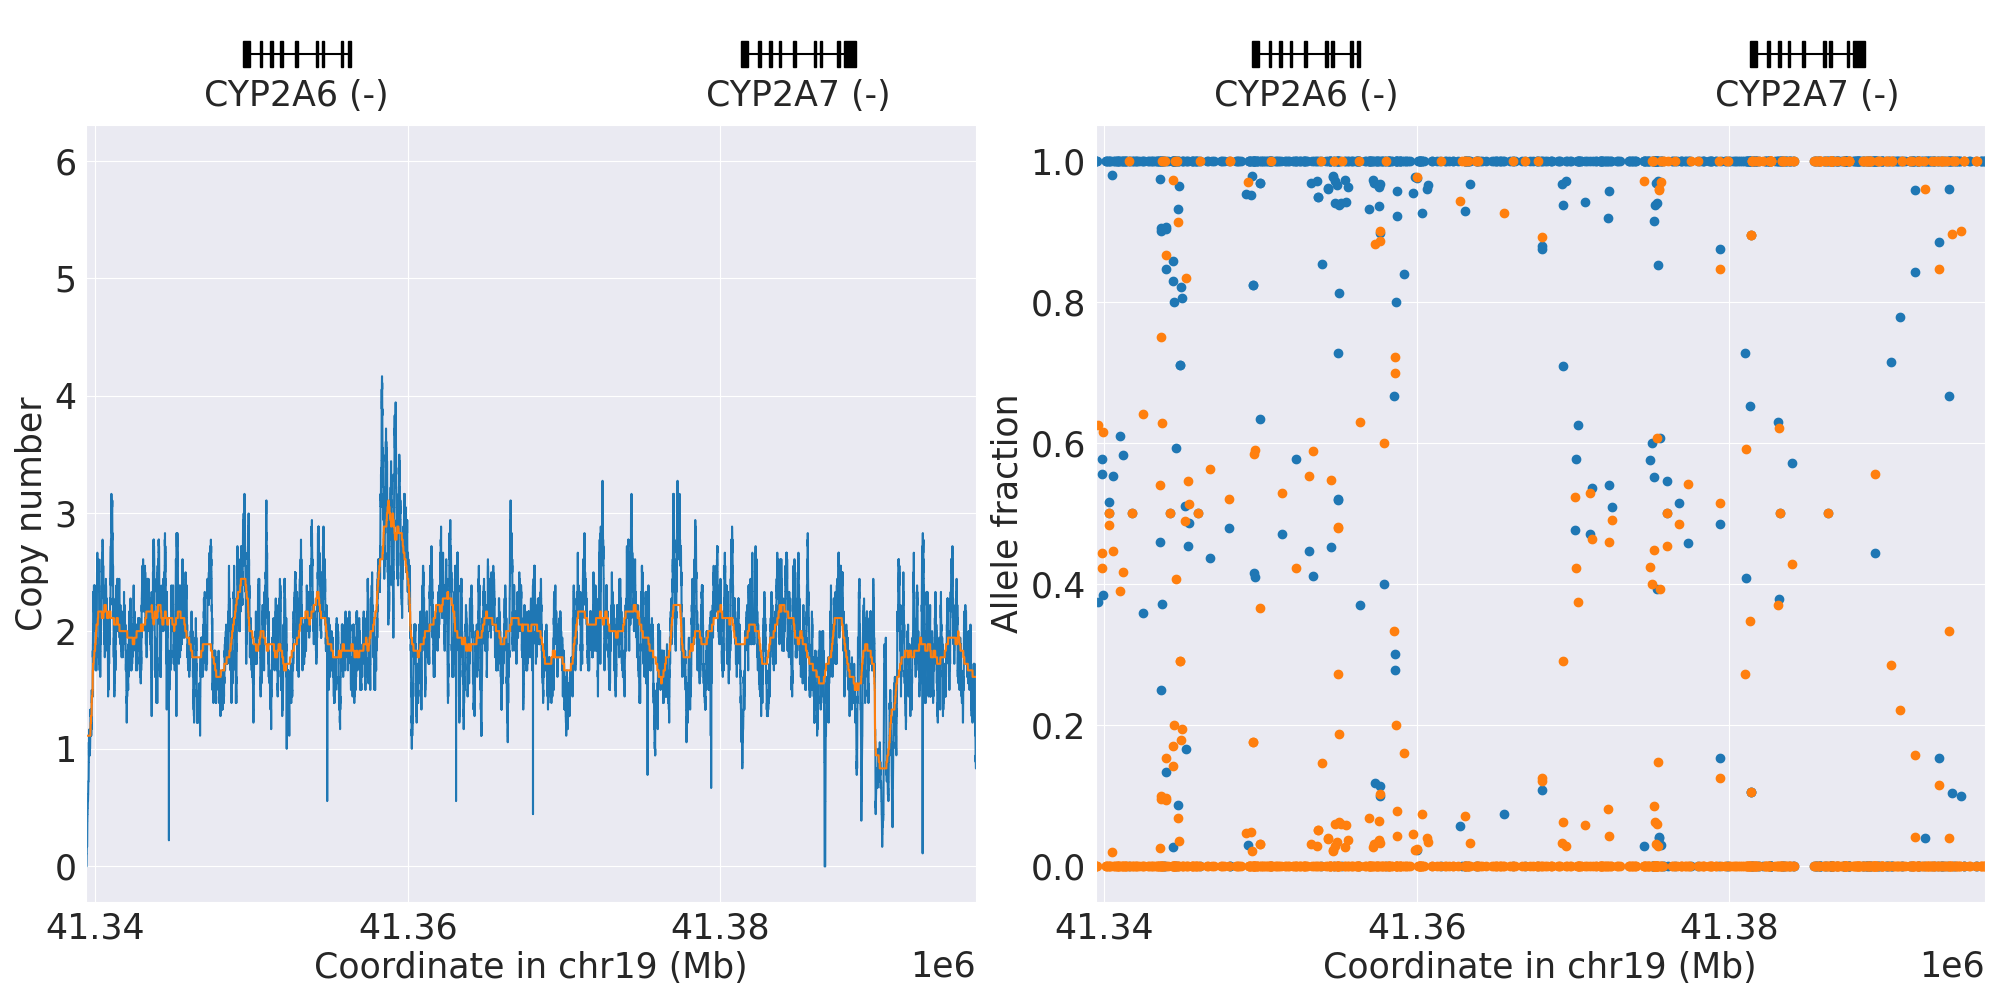 CYP2A6 (-)
CYP2A7 (-)
6
5
4
3
2
1
0
Copy number
41.34
41.36
41.38
Coordinate in chr19 (Mb)
1e6
CYP2A6 (-)
CYP2A7 (-)
1.0
0.8
0.6
0.4
0.2
0.0
Allele fraction
41.34
41.36
41.38
Coordinate in chr19 (Mb)
1e6